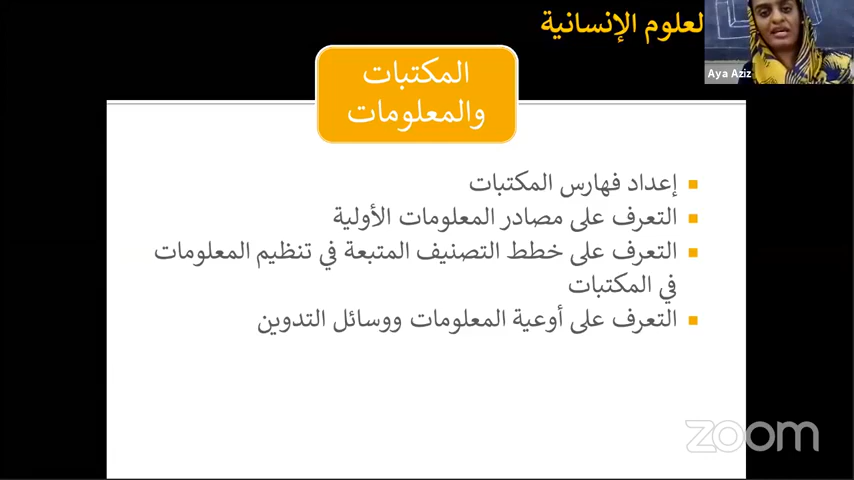 لعلوم الإنسانية
Aya Aziz
المكتبات
والمعلومات
إعداد فهارس المكتبات
التعرف على مصادر المعلومات الأولية
التعرف على خطط التصنيف المتبعة في تنظيم المعلومات
في المكتبات
التعرف على أوعية المعلومات ووسائل التدوين
zoom